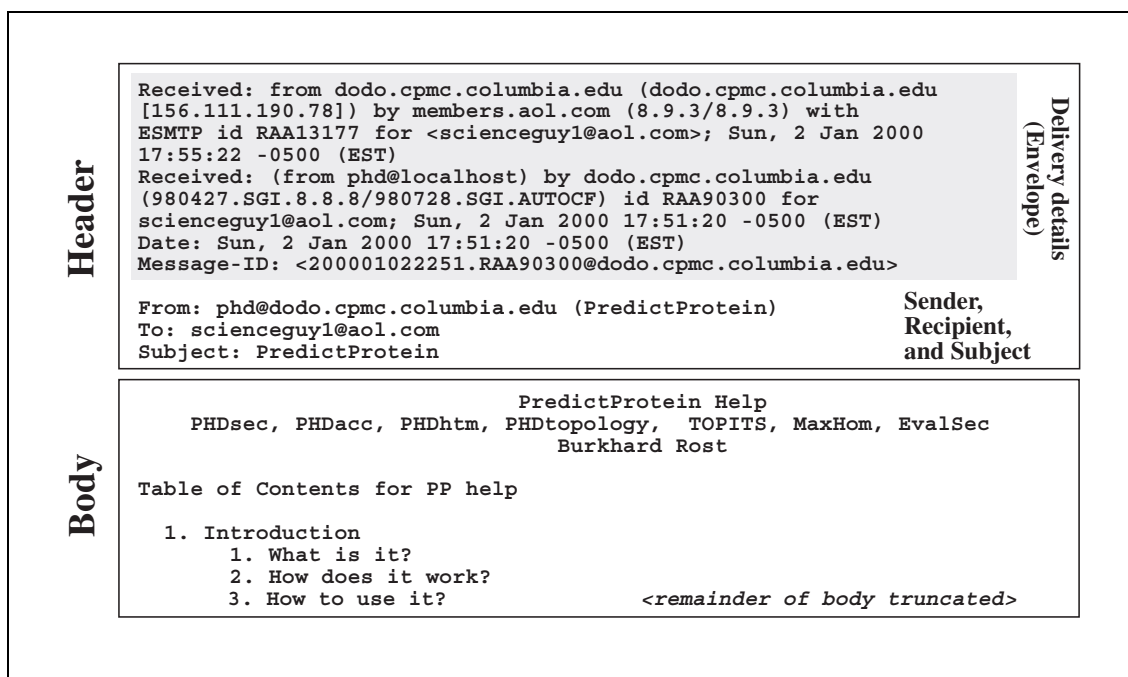 Header
Received: from dodo.cpmc.columbia.edu (dodo.cpmc.columbia.edu
[156.111.190.78]) by members.aol.com (8.9.3/8.9.3) with
ESMTP id RAA13177 for <scienceguy1@aol.com>; Sun, 2 Jan 2000
17:55:22 -0500 (EST)
Received: (from phd@localhost) by dodo.cpmc.columbia.edu
(980427.SGI.8.8.8/980728.SGI.AUTOCF) id RAA90300 for
scienceguy1@aol.com; Sun, 2 Jan 2000 17:51:20 -0500 (EST)
Date: Sun, 2 Jan 2000 17:51:20 -0500 (EST)
Message-ID: <200001022251.RAA90300@dodo.cpmc.columbia.edu>
Delivery details
(Envelope)
From: phd@dodo.cpmc.columbia.edu (PredictProtein)
To: scienceguy1@aol.com
Subject: PredictProtein
Sender,
Recipient,
and Subject
Body
PredictProtein Help
PHDsec, PHDacc, PHDhtm, PHDtopology, TOPITS, MaxHom, EvalSec
Burkhard Rost
Table of Contents for PP help
1. Introduction
1. What is it?
2. How does it work?
3. How to use it?
<remainder of body truncated>